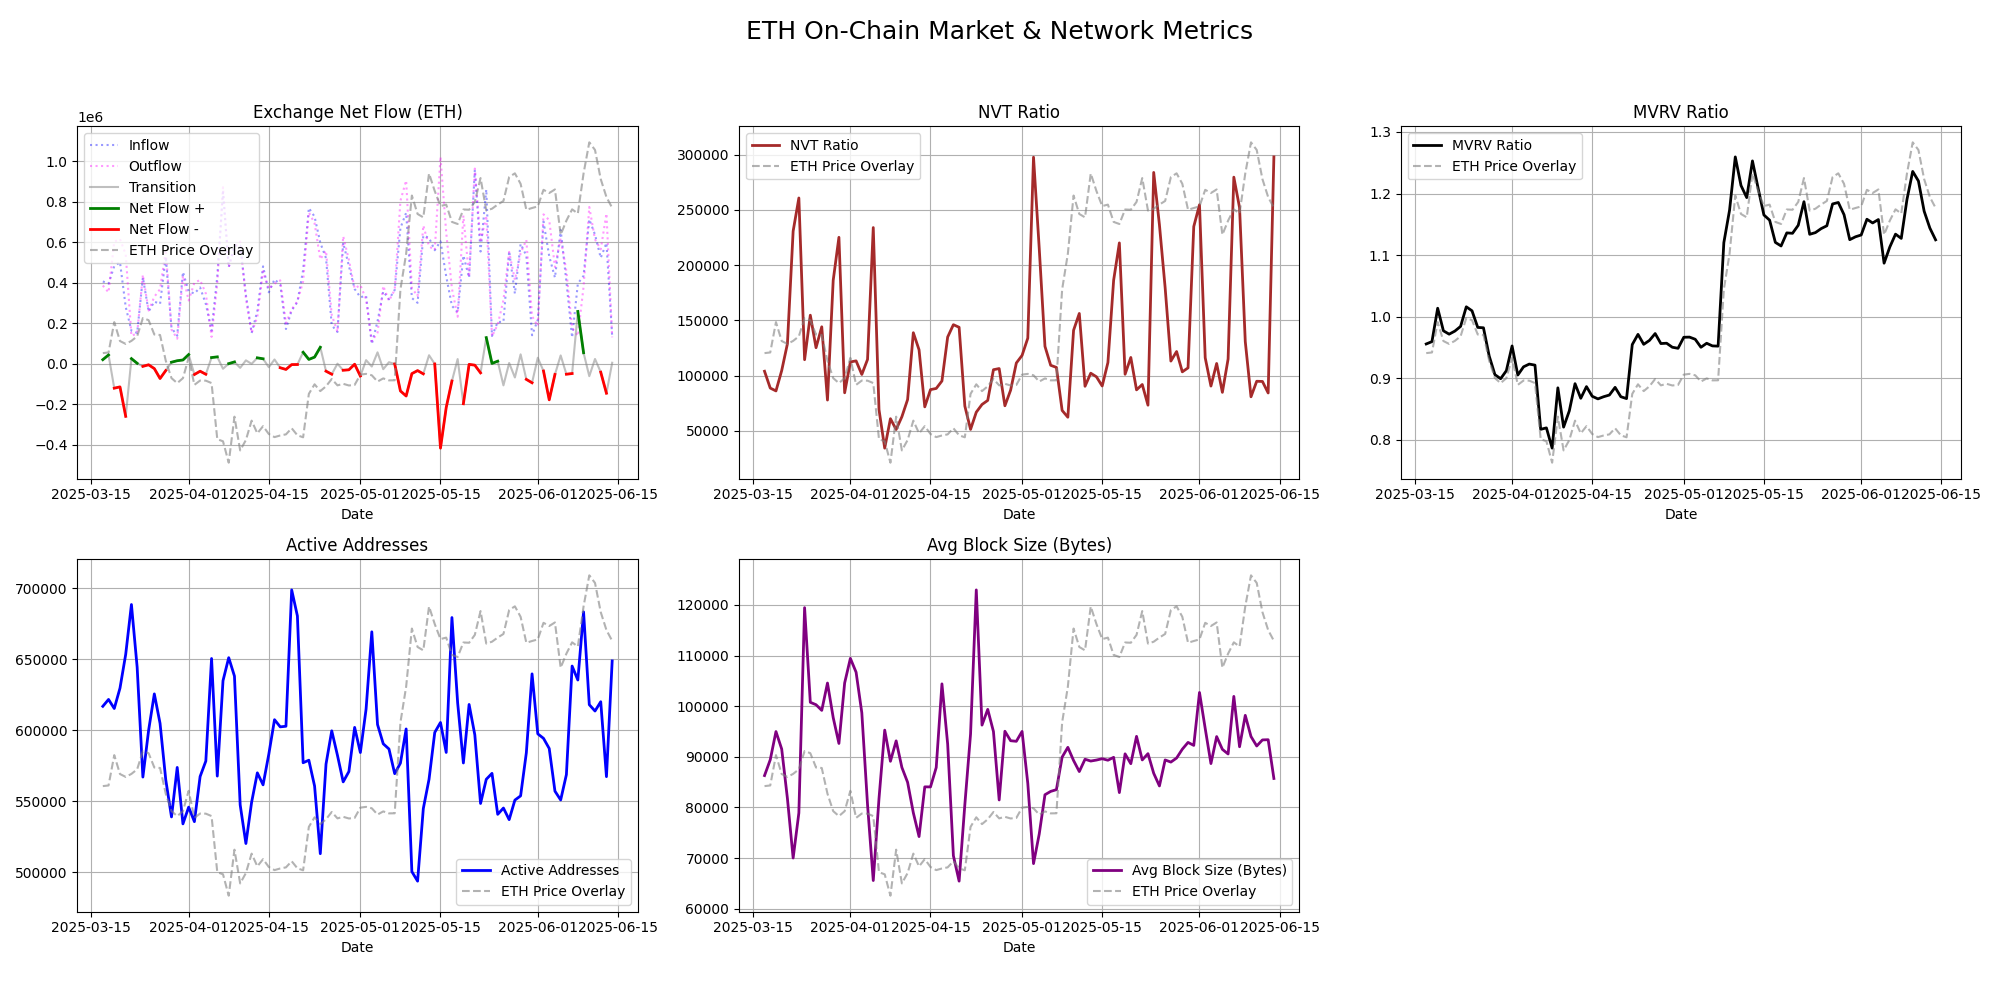 ETH On-Chain Market & Network Metrics
Exchange Net Flow (ETH)
1e6
Inflow
Outflow
Transition
Net Flow +
Net Flow -
ETH Price Overlay
1.0
0.8
0.6
0.4
0.2
0.0
−0.2
−0.4
2025-03-15 2025-04-01 2025-04-15 2025-05-01 2025-05-15 2025-06-01 2025-06-15
Date
NVT Ratio
NVT Ratio
ETH Price Overlay
300000
250000
200000
150000
100000
50000
2025-03-15 2025-04-01 2025-04-15 2025-05-01 2025-05-15 2025-06-01 2025-06-15
Date
MVRV Ratio
MVRV Ratio
ETH Price Overlay
1.3
1.2
1.1
1.0
0.9
0.8
2025-03-15 2025-04-01 2025-04-15 2025-05-01 2025-05-15 2025-06-01 2025-06-15
Date
Active Addresses
700000
650000
600000
550000
500000
Active Addresses
ETH Price Overlay
2025-03-15 2025-04-01 2025-04-15 2025-05-01 2025-05-15 2025-06-01 2025-06-15
Date
Avg Block Size (Bytes)
120000
110000
100000
90000
80000
70000
60000
Avg Block Size (Bytes)
ETH Price Overlay
2025-03-15 2025-04-01 2025-04-15 2025-05-01 2025-05-15 2025-06-01 2025-06-15
Date